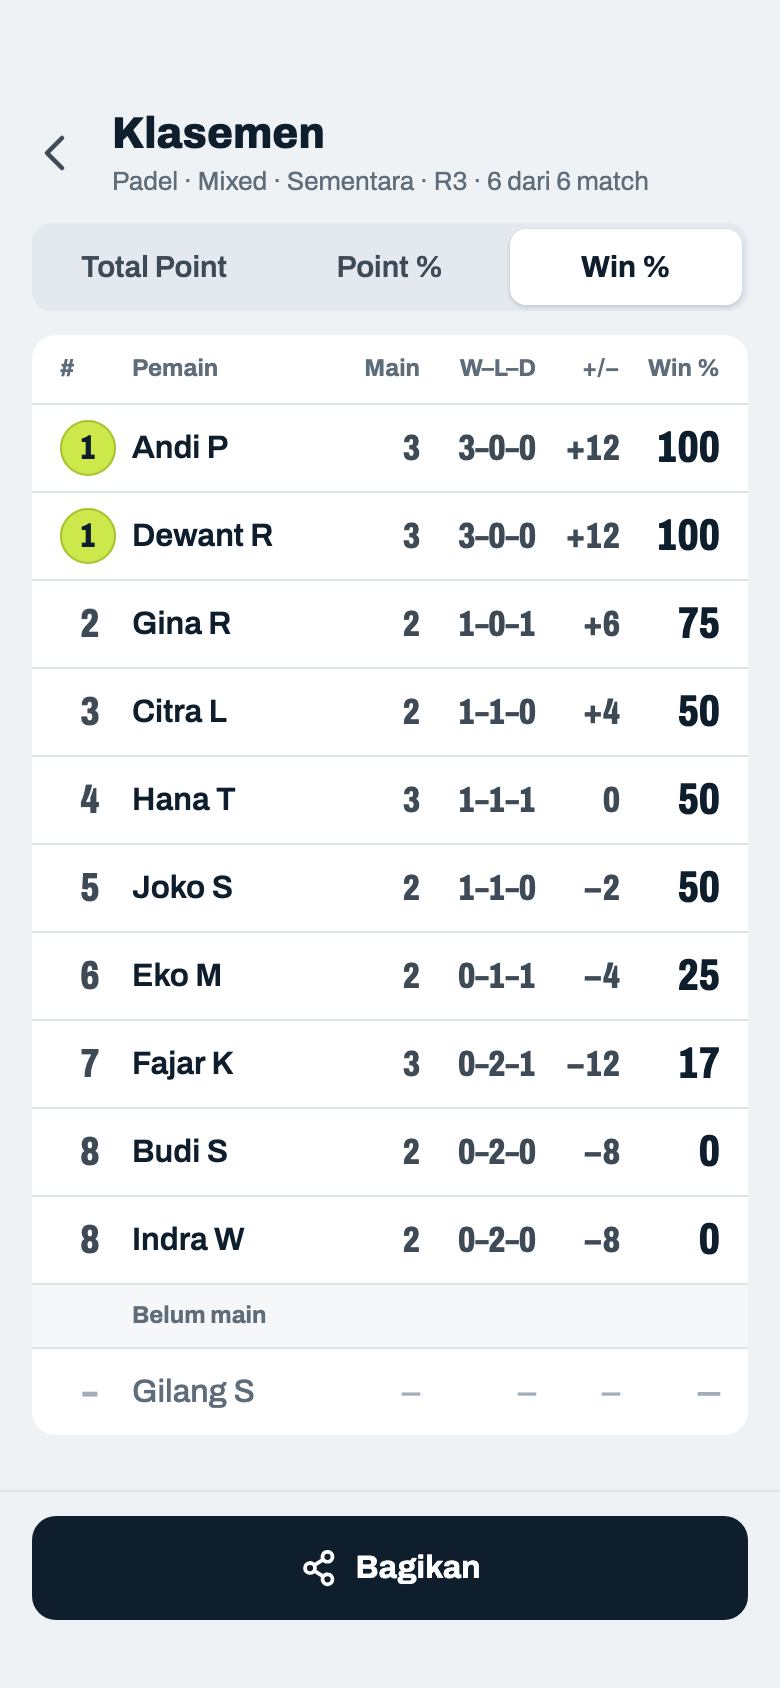 Klasemen
Padel · Mixed · Sementara · R3 · 6 dari 6 match
Total Point Point % Win %
# Pemain Main W–L–D +/– Win %
1 Andi P 3 3–0–0 +12 100
1 Dewant R 3 3–0–0 +12 100
2 Gina R 2 1–0–1 +6 75
3 Citra L 2 1–1–0 +4 50
4 Hana T 3 1–1–1 0 50
5 Joko S 2 1–1–0 –2 50
6 Eko M 2 0–1–1 –4 25
7 Fajar K 3 0–2–1 –12 17
8 Budi S 2 0–2–0 –8 0
8 Indra W 2 0–2–0 –8 0
Belum main
– Gilang S – – – —
Bagikan